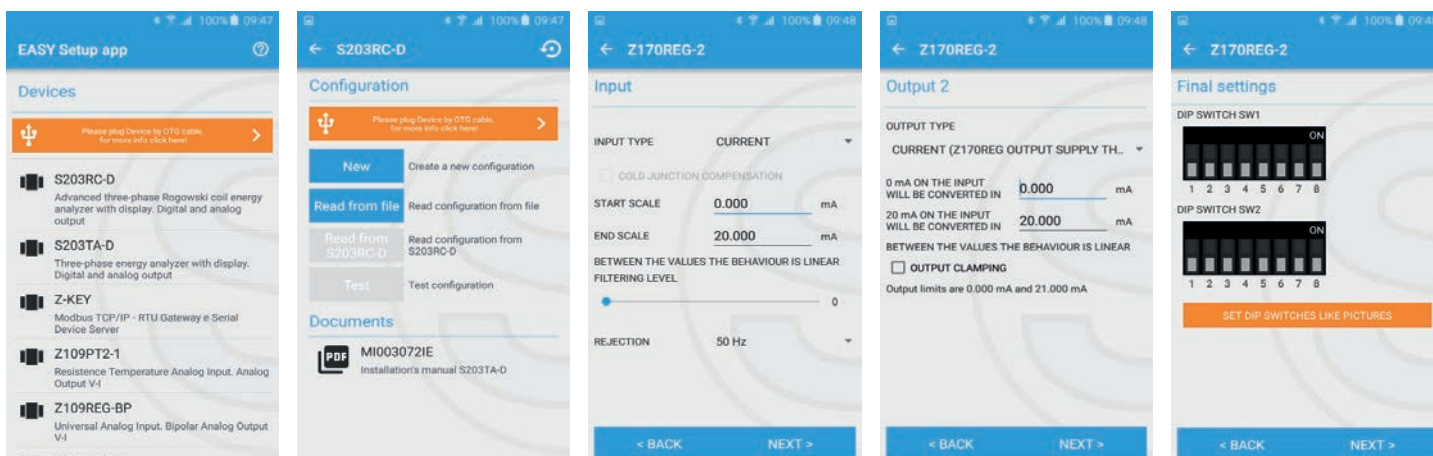 100% 09:47
EASY Setup app
Devices
Please plug Device by OTG cable,
for more info click here!
S203RC-D
Advanced three-phase Rogowski coil energy
analyzer with display. Digital and analog
output
S203TA-D
Three-phase energy analyzer with display.
Digital and analog output
Z-KEY
Modbus TCP/IP - RTU Gateway e Serial
Device Server
Z109PT2-1
Resistence Temperature Analog Input. Analog
Output V-I
Z109REG-BP
Universal Analog Input. Bipolar Analog Output
V-I
100% 09:47
S203RC-D
Configuration
Please plug Device by OTG cable,
for more info click here!
New Create a new configuration
Read from file Read configuration from file
Read from
S203RC-D
Read configuration from
S203RC-D
Test Test configuration
Documents
PDF
MI003072IE
Installation's manual S203TA-D
100% 09:48
Z170REG-2
Input
INPUT TYPE CURRENT
COLD JUNCTION COMPENSATION
START SCALE 0.000 mA
END SCALE 20.000 mA
BETWEEN THE VALUES THE BEHAVIOUR IS LINEAR
FILTERING LEVEL
0
REJECTION 50 Hz
< BACK NEXT >
100% 09:48
Z170REG-2
Output 2
OUTPUT TYPE
CURRENT (Z170REG OUTPUT SUPPLY TH..
0 mA ON THE INPUT
WILL BE CONVERTED IN 0.000 mA
20 mA ON THE INPUT
WILL BE CONVERTED IN 20.000 mA
BETWEEN THE VALUES THE BEHAVIOUR IS LINEAR
OUTPUT CLAMPING
Output limits are 0.000 mA and 21.000 mA
< BACK NEXT >
100%
Z170REG-2
Final settings
DIP SWITCH SW1
ON
1 2 3 4 5 6 7 8
DIP SWITCH SW2
ON
1 2 3 4 5 6 7 8
SET DIP SWITCHES LIKE PICTURES
< BACK NEXT >